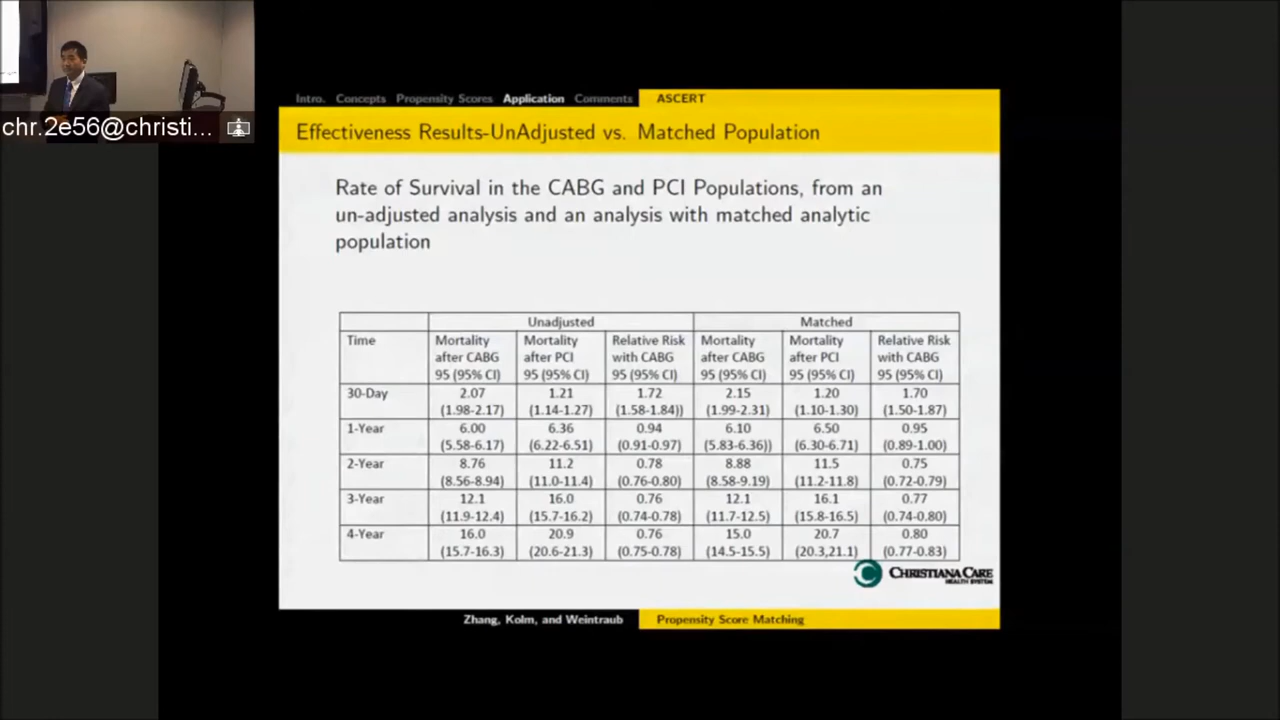 chr.2e56@christi...
Intro. Concepts Propensity Scores Application Comments ASCERT
Effectiveness Results-UnAdjusted vs. Matched Population
Rate of Survival in the CABG and PCI Populations, from an
un-adjusted analysis and an analysis with matched analytic
population
Unadjusted Matched
Time Mortality Mortality Relative Risk Mortality Mortality Relative Risk
after CABG after PCI with CABG after CABG after PCI with CABG
95 (95% CI) 95 (95% CI) 95 (95% CI) 95 (95% CI) 95 (95% CI) 95 (95% CI)
30-Day 2.07 1.21 1.72 2.15 1.20 1.70
(1.98-2.17) (1.14-1.27) (1.58-1.84)) (1.99-2.31) (1.10-1.30) (1.50-1.87)
1-Year 6.00 6.36 0.94 6.10 6.50 0.95
(5.58-6.17) (6.22-6.51) (0.91-0.97) (5.83-6.36)) (6.30-6.71) (0.89-1.00)
2-Year 8.76 11.2 0.78 8.88 11.5 0.75
(8.56-8.94) (11.0-11.4) (0.76-0.80) (8.58-9.19) (11.2-11.8) (0.72-0.79)
3-Year 12.1 16.0 0.76 12.1 16.1 0.77
(11.9-12.4) (15.7-16.2) (0.74-0.78) (11.7-12.5) (15.8-16.5) (0.74-0.80)
4-Year 16.0 20.9 0.76 15.0 20.7 0.80
(15.7-16.3) (20.6-21.3) (0.75-0.78) (14.5-15.5) (20.3,21.1) (0.77-0.83)
CHRISTIANA CARE
HEALTH SYSTEM
Zhang, Kolm, and Weintraub Propensity Score Matching